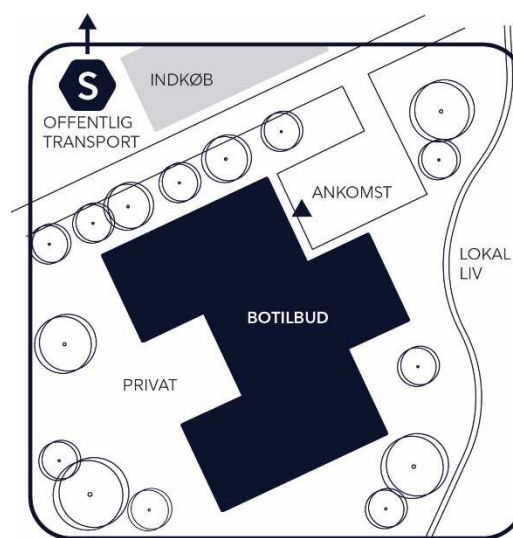 S
INDKØB
OFFENTLIG
TRANSPORT
ANKOMST
LOKAL
LIV
BOTILBUD
PRIVAT